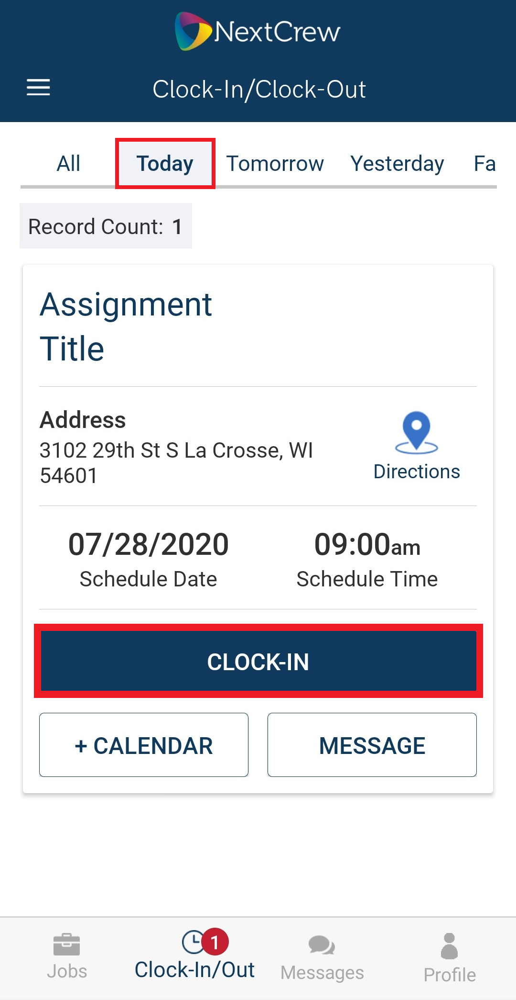 NextCrew
Clock-In/Clock-Out
All Today Tomorrow Yesterday Fa
Record Count: 1
Assignment
Title
Address
3102 29th St S La Crosse, WI
54601
Directions
07/28/2020 09:00am
Schedule Date Schedule Time
CLOCK-IN
+ CALENDAR MESSAGE
1
Jobs Clock-In/Out Messages Profile